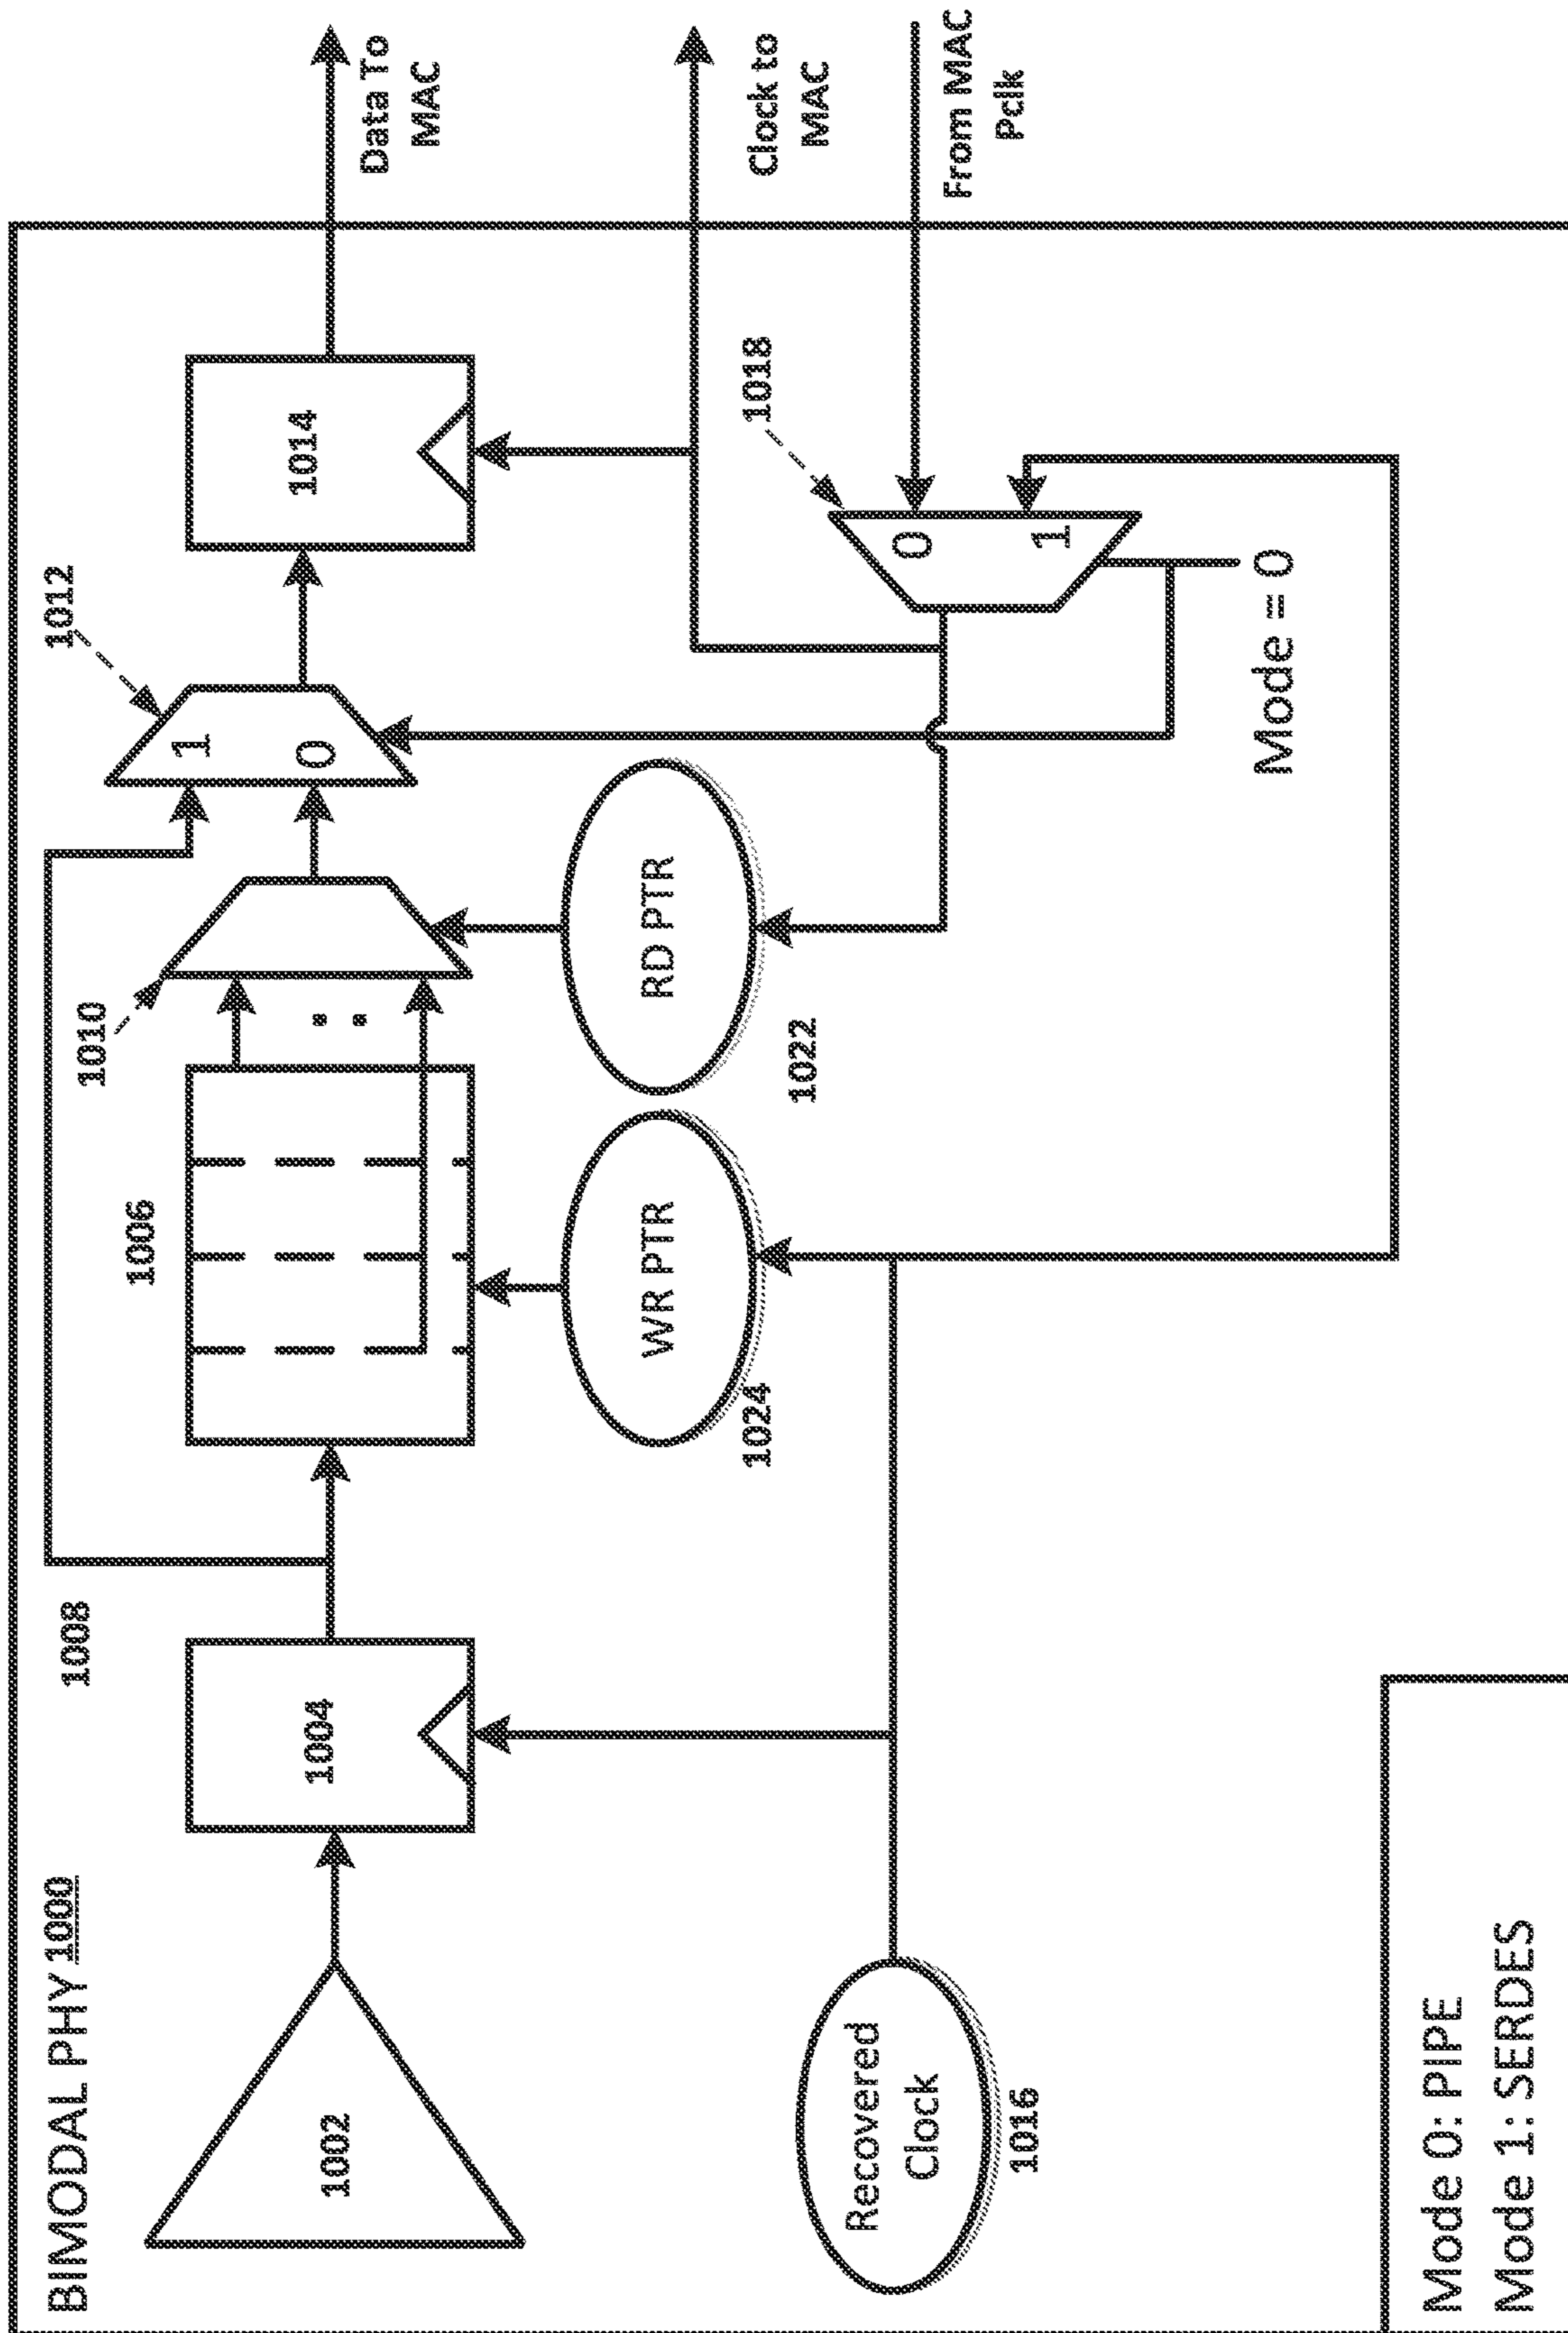 BIMODAL PHY 1000
1002
1004
1008
1006
1010
1012
1
0
1014
Data To
MAC
Clock to
MAC
From MAC
Pclk
1018
0
1
Mode = 0
WR PTR
1024
RD PTR
1022
Recovered
Clock
1016
Mode 0: PIPE
Mode 1: SERDES